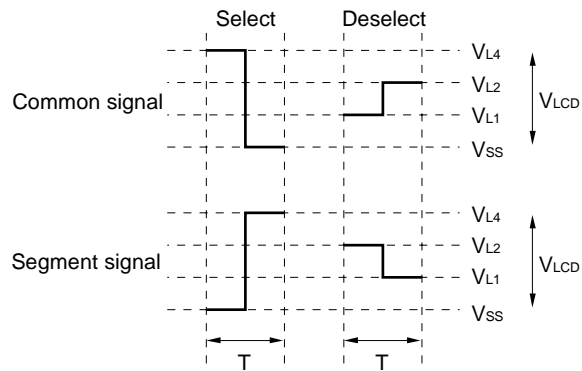 Select Deselect
Common signal
VL4
VL2
VL1
VSS
VLCD
Segment signal
VL4
VL2
VL1
VSS
VLCD
T T